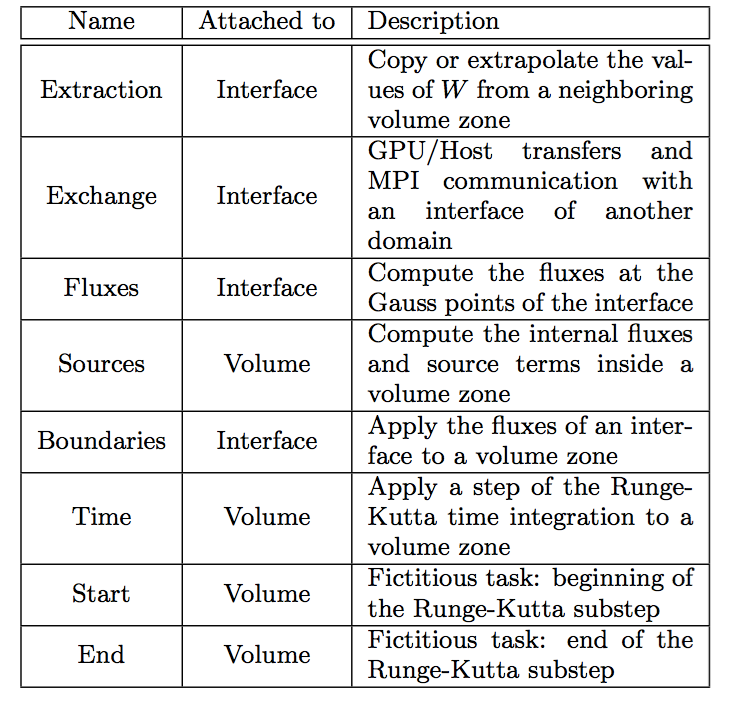 Name Attached to Description
Extraction Interface Copy or extrapolate the val-
ues of W from a neighboring
volume zone
Exchange Interface GPU/Host transfers and
MPI communication with
an interface of another
domain
Fluxes Interface Compute the fluxes at the
Gauss points of the interface
Sources Volume Compute the internal fluxes
and source terms inside a
volume zone
Boundaries Interface Apply the fluxes of an inter-
face to a volume zone
Time Volume Apply a step of the Runge-
Kutta time integration to a
volume zone
Start Volume Fictitious task: beginning of
the Runge-Kutta substep
End Volume Fictitious task: end of the
Runge-Kutta substep